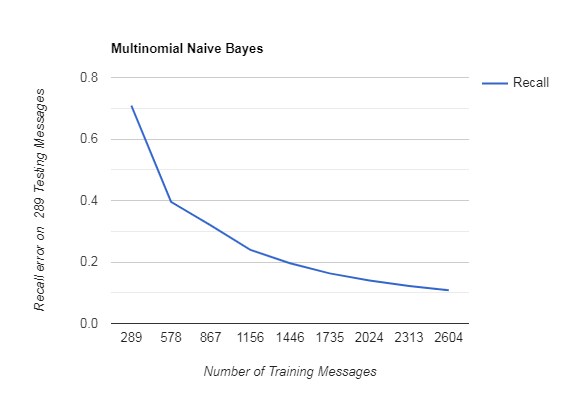 Multinomial Naive Bayes
Recall
Recall error on 289 Testing Messages
0.8
0.6
0.4
0.2
0.0
289 578 867 1156 1446 1735 2024 2313 2604
Number of Training Messages